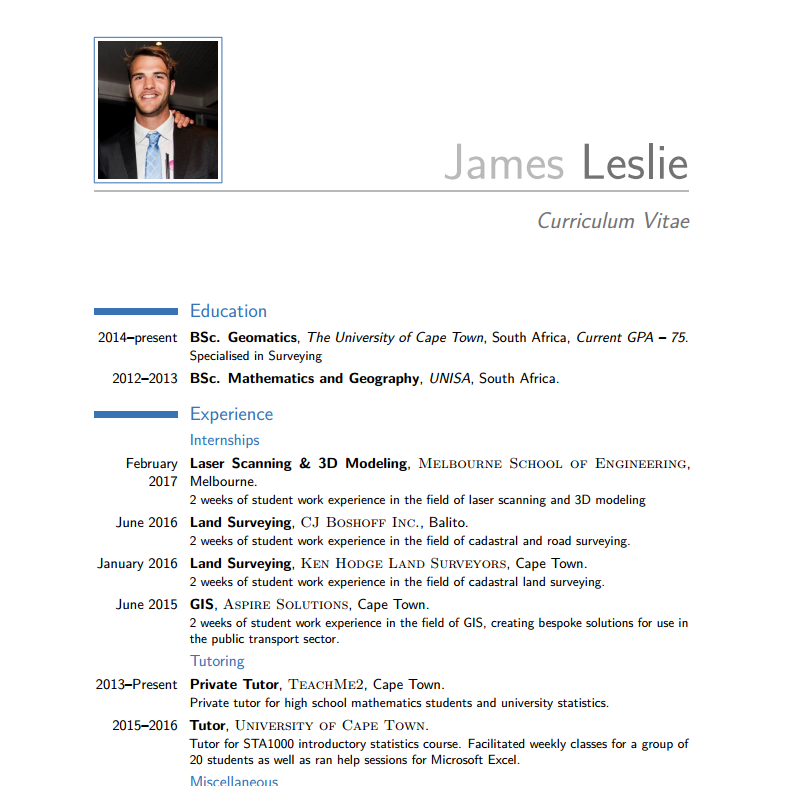 James Leslie
Curriculum Vitae
Education
2014–present BSc. Geomatics, The University of Cape Town, South Africa, Current GPA – 75.
Specialised in Surveying
2012–2013 BSc. Mathematics and Geography, UNISA, South Africa.
Experience
Internships
February Laser Scanning & 3D Modeling, Melbourne School of Engineering,
2017 Melbourne.
2 weeks of student work experience in the field of laser scanning and 3D modeling
June 2016 Land Surveying, CJ Boshoff Inc., Balito.
2 weeks of student work experience in the field of cadastral and road surveying.
January 2016 Land Surveying, Ken Hodge Land Surveyors, Cape Town.
2 weeks of student work experience in the field of cadastral land surveying.
June 2015 GIS, Aspire Solutions, Cape Town.
2 weeks of student work experience in the field of GIS, creating bespoke solutions for use in
the public transport sector.
Tutoring
2013–Present Private Tutor, TeachMe2, Cape Town.
Private tutor for high school mathematics students and university statistics.
2015–2016 Tutor, University of Cape Town.
Tutor for STA1000 introductory statistics course. Facilitated weekly classes for a group of
20 students as well as ran help sessions for Microsoft Excel.
Miscellaneous